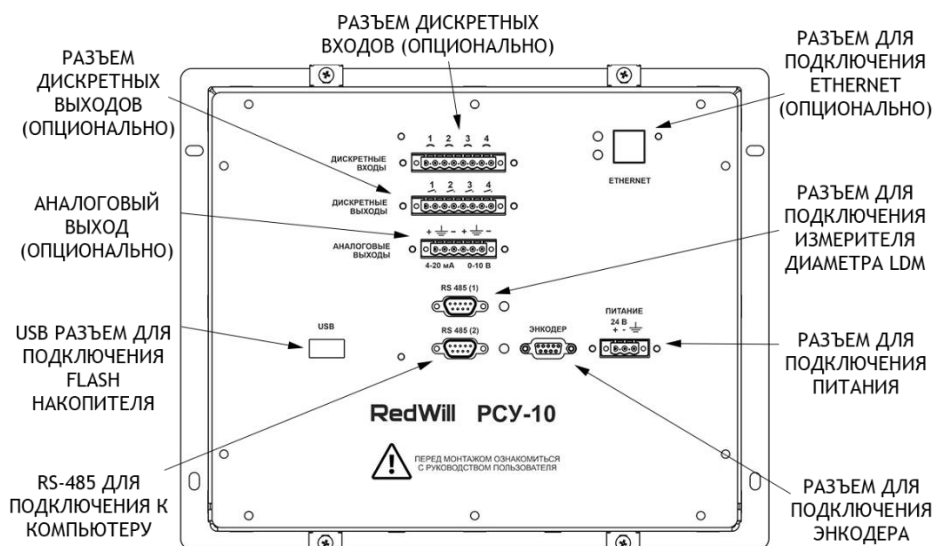 РАЗЪЕМ ДИСКРЕТНЫХ
ВХОДОВ (ОПЦИОНАЛЬНО)
РАЗЪЕМ
ДИСКРЕТНЫХ
ВЫХОДОВ
(ОПЦИОНАЛЬНО)
РАЗЪЕМ ДЛЯ
ПОДКЛЮЧЕНИЯ
ETHERNET
(ОПЦИОНАЛЬНО)
1 2 3 4
ДИСКРЕТНЫЕ
ВХОДЫ
ETHERNET
1 2 3 4
ДИСКРЕТНЫЕ
ВЫХОДЫ
АНАЛОГОВЫЙ
ВЫХОД
(ОПЦИОНАЛЬНО)
+ - + -
АНАЛОГОВЫЕ
ВЫХОДЫ
4-20 мА 0-10 В
РАЗЪЕМ ДЛЯ
ПОДКЛЮЧЕНИЯ
ИЗМЕРИТЕЛЯ
ДИАМЕТРА LDM
RS 485 (1)
USB
RS 485 (2)
ЭНКОДЕР
ПИТАНИЕ
24 В
+ -
USB РАЗЪЕМ ДЛЯ
ПОДКЛЮЧЕНИЯ
FLASH
НАКОПИТЕЛЯ
РАЗЪЕМ ДЛЯ
ПОДКЛЮЧЕНИЯ
ПИТАНИЯ
RedWill РСУ-10
ПЕРЕД МОНТАЖОМ ОЗНАКОМИТЬСЯ
С РУКОВОДСТВОМ ПОЛЬЗОВАТЕЛЯ
RS-485 ДЛЯ
ПОДКЛЮЧЕНИЯ К
КОМПЬЮТЕРУ
РАЗЪЕМ ДЛЯ
ПОДКЛЮЧЕНИЯ
ЭНКОДЕРА